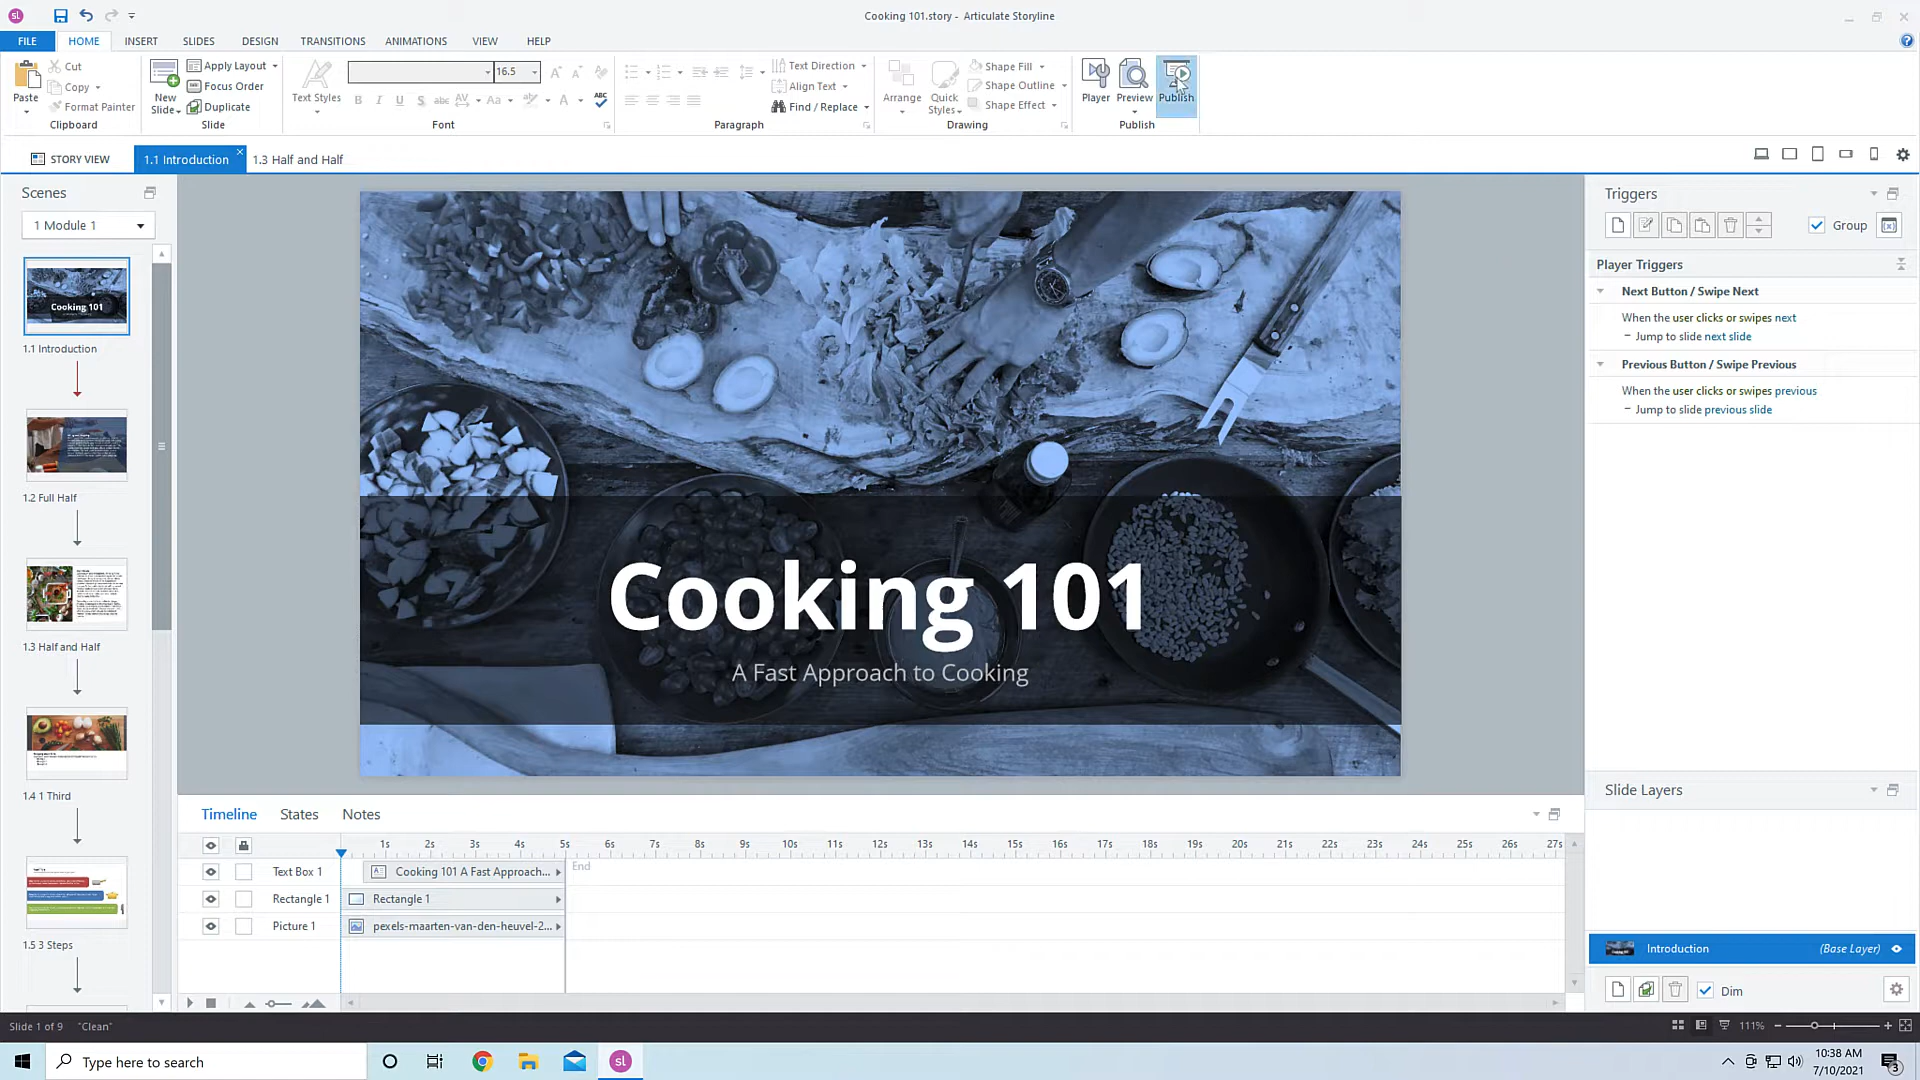 sl
Cooking 101.story - Articulate Storyline
FILE HOME INSERT SLIDES DESIGN TRANSITIONS ANIMATIONS VIEW HELP
Paste
Cut
Copy
Format Painter
Clipboard
New Slide
Apply Layout
Focus Order
Duplicate
Slide
Text Styles
16.5
B I U S abc AV Aa A ABC
Font
Text Direction
Align Text
Find / Replace
Paragraph
Arrange
Quick Styles
Shape Fill
Shape Outline
Shape Effect
Drawing
Player
Preview
Publish
Publish
STORY VIEW
1.1 Introduction
1.3 Half and Half
Scenes
1 Module 1
Cooking 101
1.1 Introduction
1.2 Full Half
1.3 Half and Half
1.4 1 Third
1.5 3 Steps
Cooking 101
A Fast Approach to Cooking
Triggers
Group
Player Triggers
Next Button / Swipe Next
When the user clicks or swipes next
– Jump to slide next slide
Previous Button / Swipe Previous
When the user clicks or swipes previous
– Jump to slide previous slide
Slide Layers
Introduction (Base Layer)
Dim
Timeline States Notes
1s 2s 3s 4s 5s 6s 7s 8s 9s 10s 11s 12s 13s 14s 15s 16s 17s 18s 19s 20s 21s 22s 23s 24s 25s 26s 27s
Text Box 1 Cooking 101 A Fast Approach... End
Rectangle 1 Rectangle 1
Picture 1 pexels-maarten-van-den-heuvel-2...
Slide 1 of 9 "Clean"
111%
Type here to search
sl
10:38 AM
7/10/2021
3